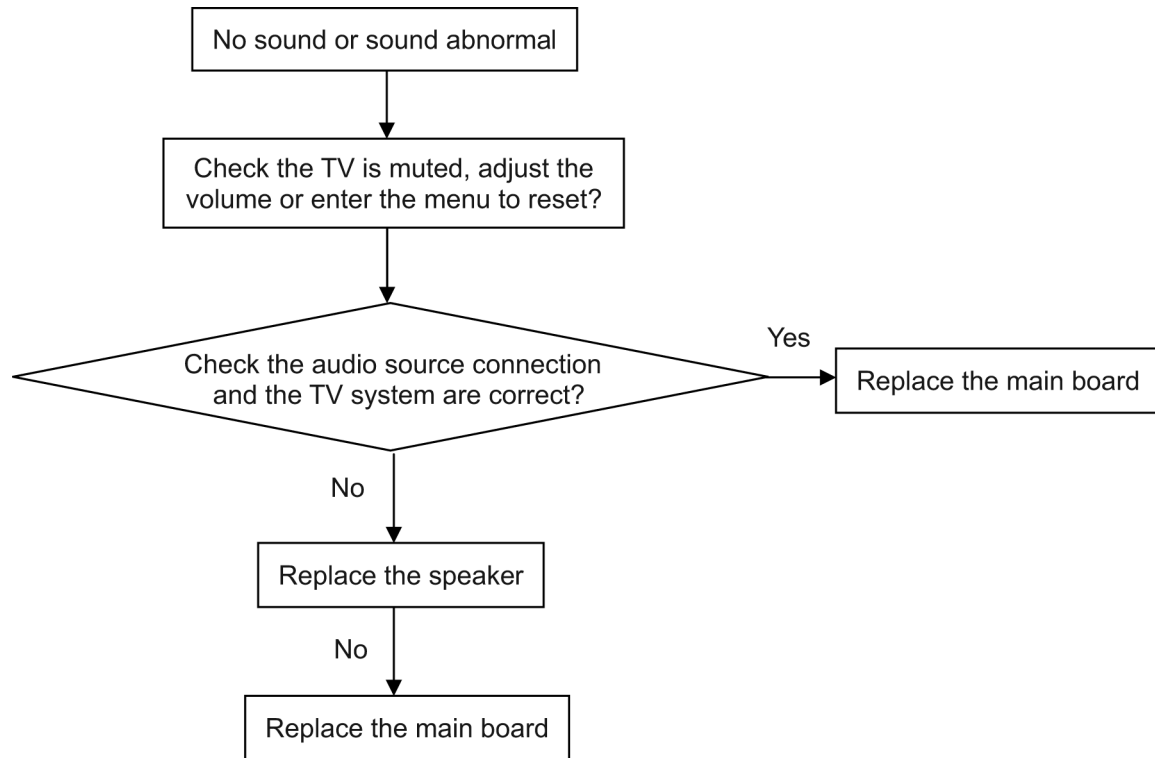 No sound or sound abnormal
Check the TV is muted, adjust the
volume or enter the menu to reset?
Check the audio source connection
and the TV system are correct?
Yes
Replace the main board
No
Replace the speaker
No
Replace the main board